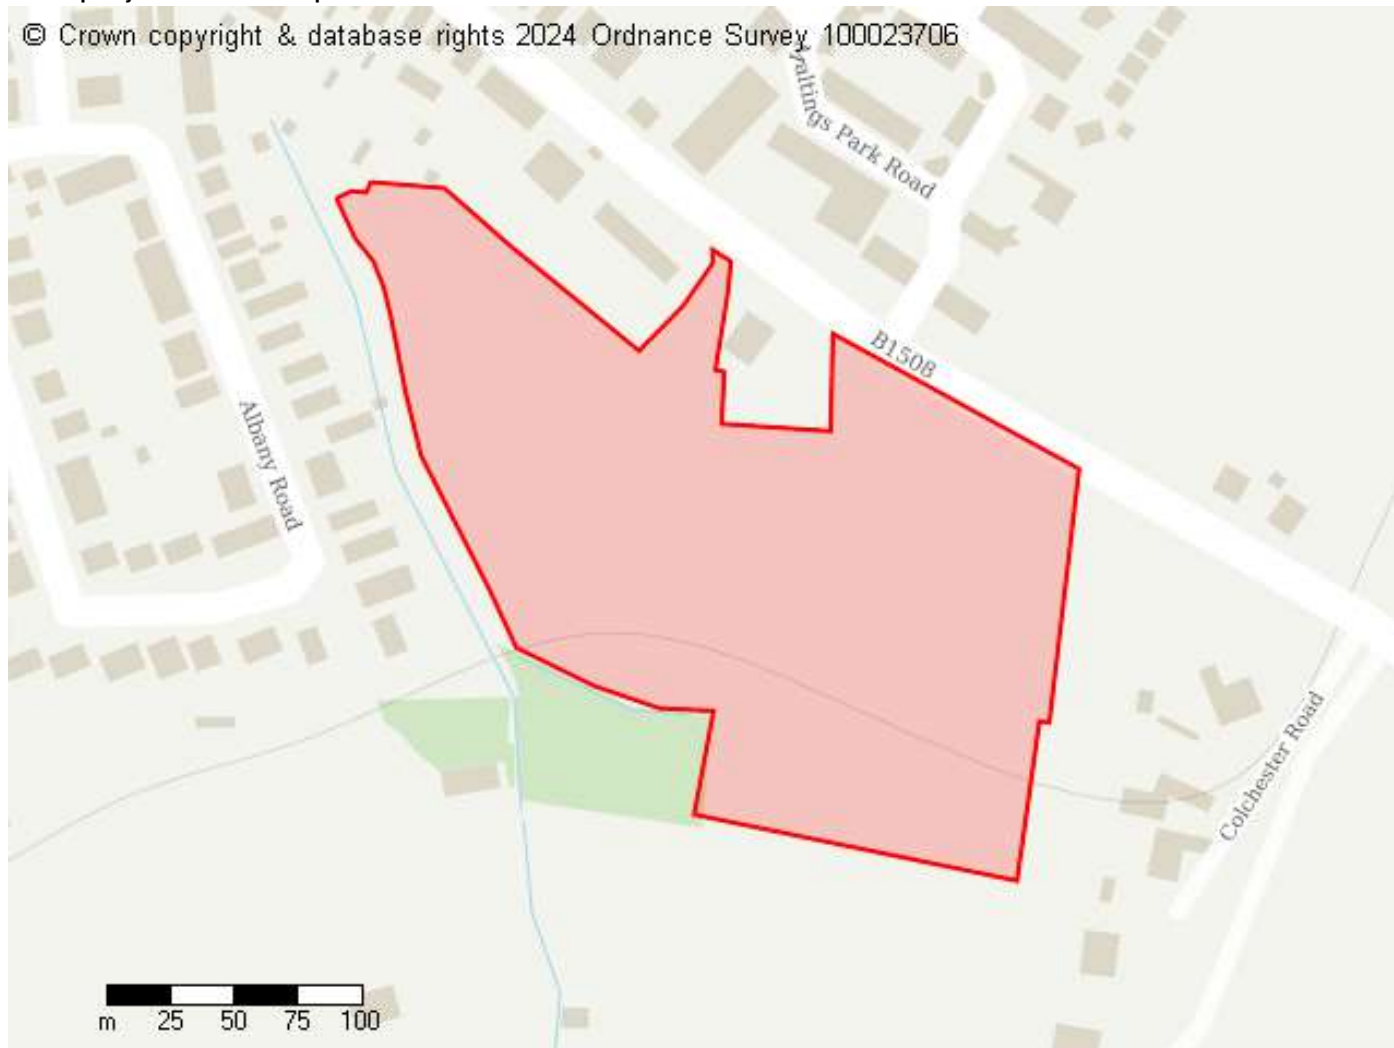 © Crown copyright & database rights 2024 Ordnance Survey 100023706
altings Park Road
B1508
Albany Road
Colchester Road
m 25 50 75 100